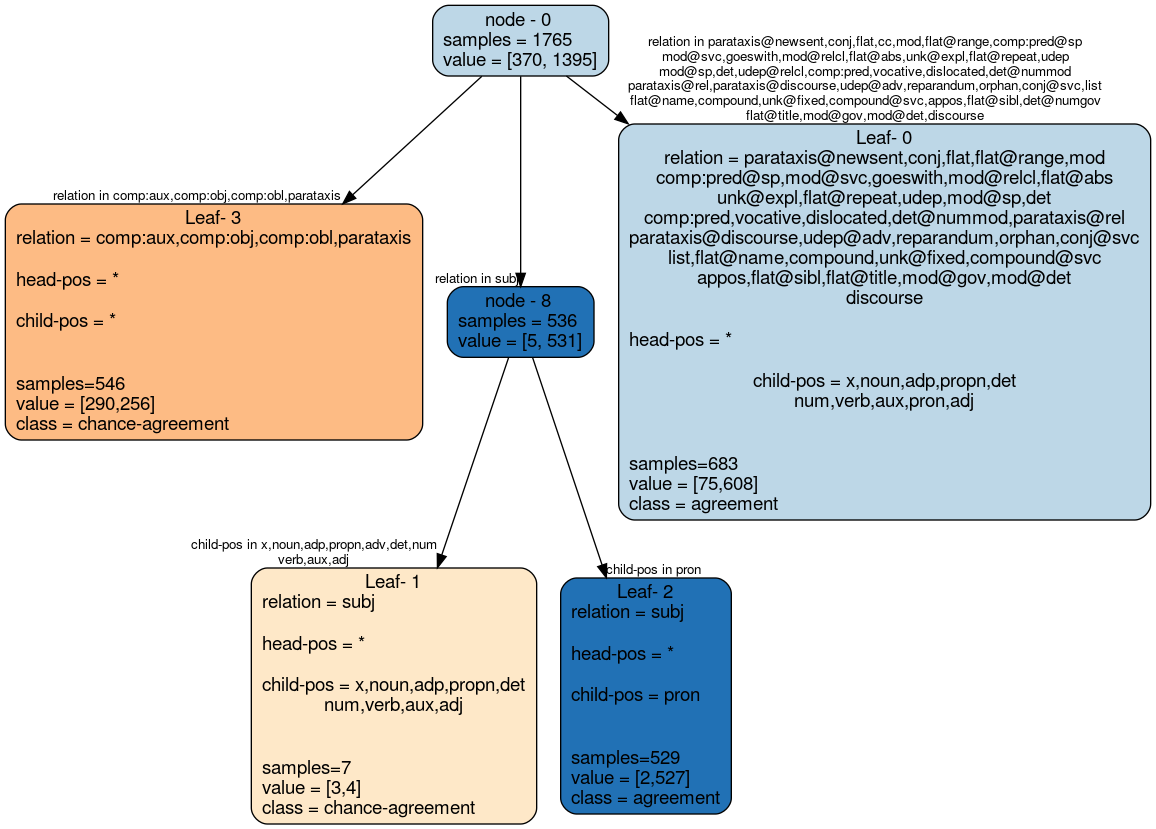 node - 0
samples = 1765
value = [370, 1395]
relation in parataxis@newsent,conj,flat,cc,mod,flat@range,comp:pred@sp
mod@svc,goeswith,mod@relcl,flat@abs,unk@expl,flat@repeat,udep
mod@sp,det,udep@relcl,comp:pred,vocative,dislocated,det@nummod
parataxis@rel,parataxis@discourse,udep@adv,reparandum,orphan,conj@svc,list
flat@name,compound,unk@fixed,compound@svc,appos,flat@sibl,det@numgov
flat@title,mod@gov,mod@det,discourse
Leaf- 0
relation = parataxis@newsent,conj,flat,flat@range,mod
comp:pred@sp,mod@svc,goeswith,mod@relcl,flat@abs
unk@expl,flat@repeat,udep,mod@sp,det
comp:pred,vocative,dislocated,det@nummod,parataxis@rel
parataxis@discourse,udep@adv,reparandum,orphan,conj@svc
list,flat@name,compound,unk@fixed,compound@svc
appos,flat@sibl,flat@title,mod@gov,mod@det
discourse
head-pos = *
child-pos = x,noun,adp,propn,det
num,verb,aux,pron,adj
samples=683
value = [75,608]
class = agreement
relation in comp:aux,comp:obj,comp:obl,parataxis
Leaf- 3
relation = comp:aux,comp:obj,comp:obl,parataxis
head-pos = *
child-pos = *
samples=546
value = [290,256]
class = chance-agreement
relation in subj
node - 8
samples = 536
value = [5, 531]
child-pos in x,noun,adp,propn,adv,det,num
verb,aux,adj
Leaf- 1
relation = subj
head-pos = *
child-pos = x,noun,adp,propn,det
num,verb,aux,adj
samples=7
value = [3,4]
class = chance-agreement
child-pos in pron
Leaf- 2
relation = subj
head-pos = *
child-pos = pron
samples=529
value = [2,527]
class = agreement